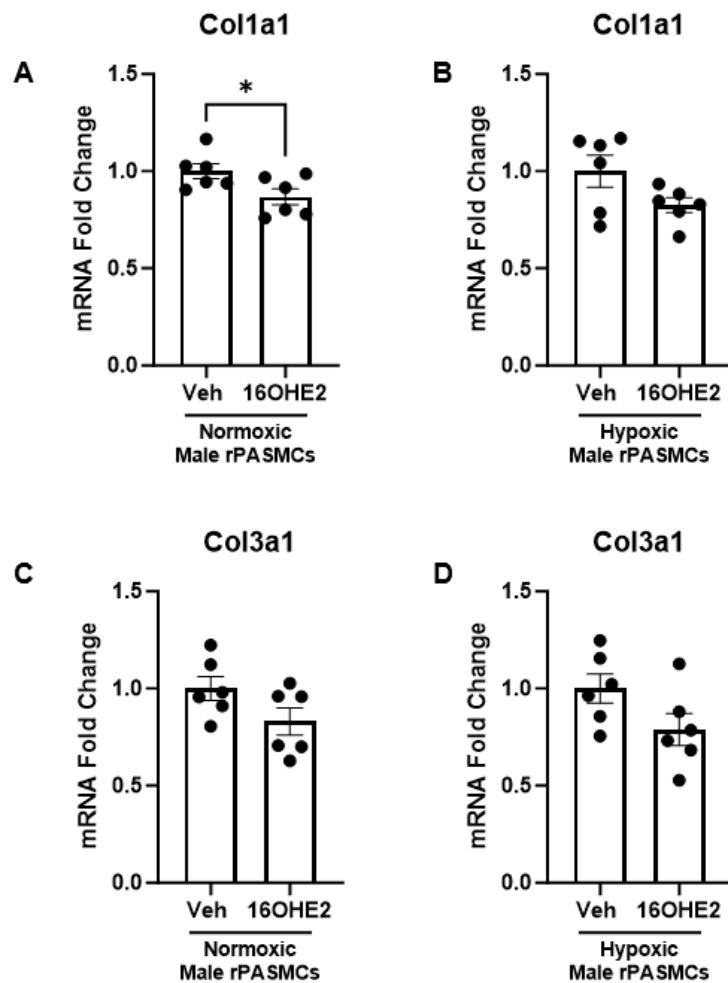 Col1a1
A
mRNA Fold Change
1.5
1.0
0.5
0.0
*
Veh 16OHE2
Normoxic
Male rPASMCs
Col1a1
B
mRNA Fold Change
1.5
1.0
0.5
0.0
Veh 16OHE2
Hypoxic
Male rPASMCs
Col3a1
C
mRNA Fold Change
1.5
1.0
0.5
0.0
Veh 16OHE2
Normoxic
Male rPASMCs
Col3a1
D
mRNA Fold Change
1.5
1.0
0.5
0.0
Veh 16OHE2
Hypoxic
Male rPASMCs